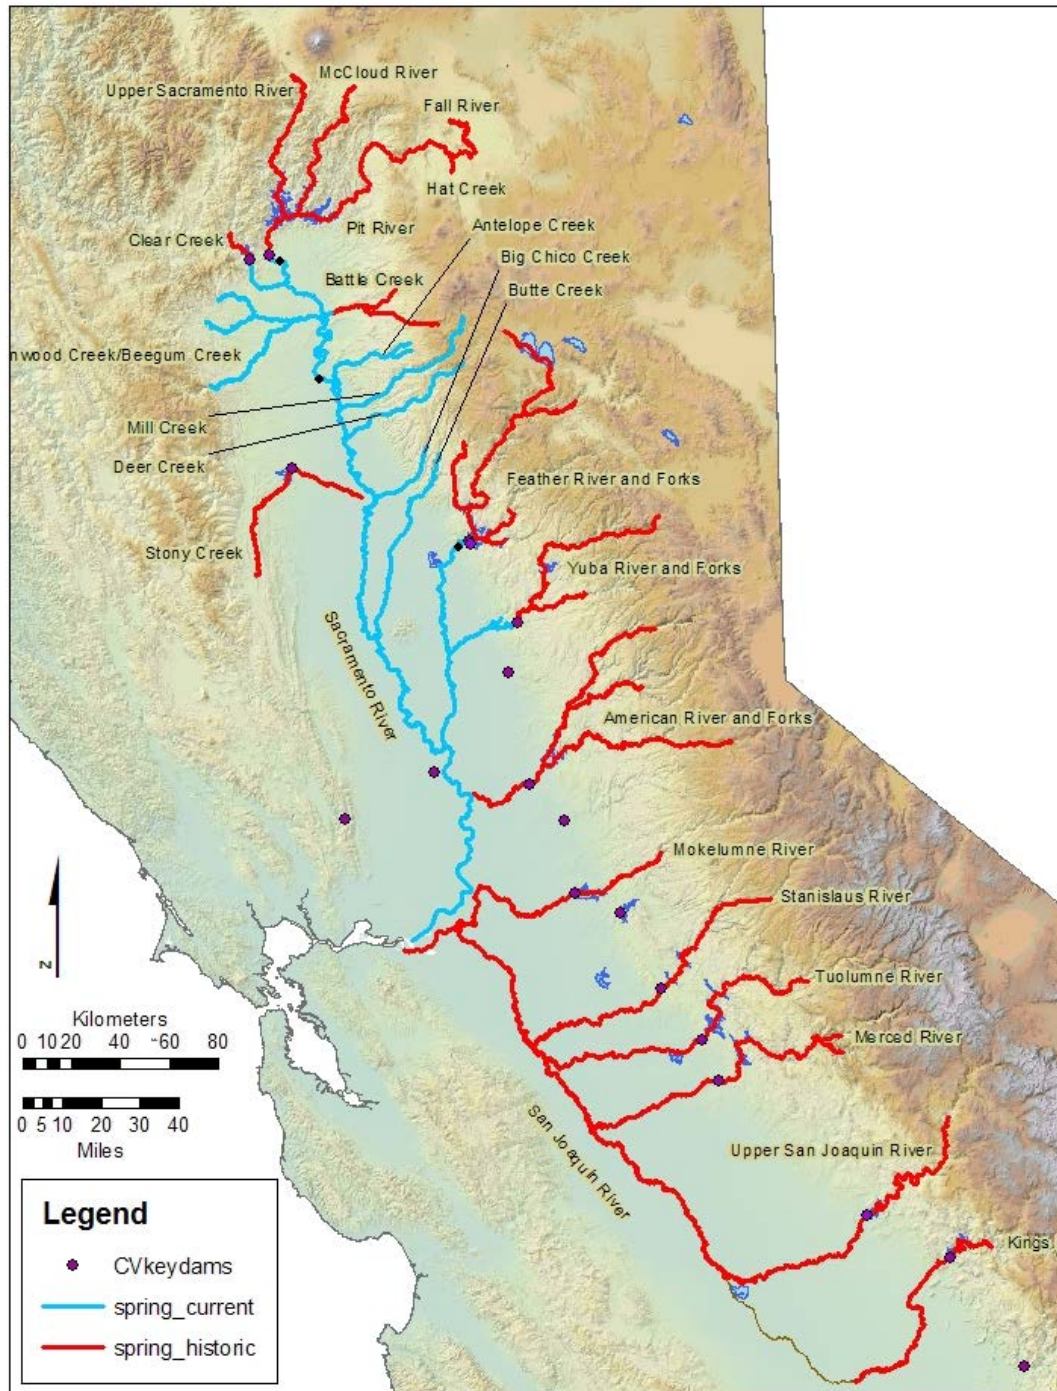 McCloud River
Upper Sacramento River
Fall River
Hat Creek
Pit River
Antelope Creek
Clear Creek
Big Chico Creek
Battle Creek
Butte Creek
nwood Creek/Beegum Creek
Mill Creek
Deer Creek
Feather River and Forks
Stony Creek
Yuba River and Forks
Sacramento River
American River and Forks
Mokelumne River
Stanislaus River
Tuolumne River
Merced River
San Joaquin River
Upper San Joaquin River
Kings
N
Kilometers
0 10 20 40 60 80
0 5 10 20 30 40
Miles
Legend
CVkeydams
spring_current
spring_historic